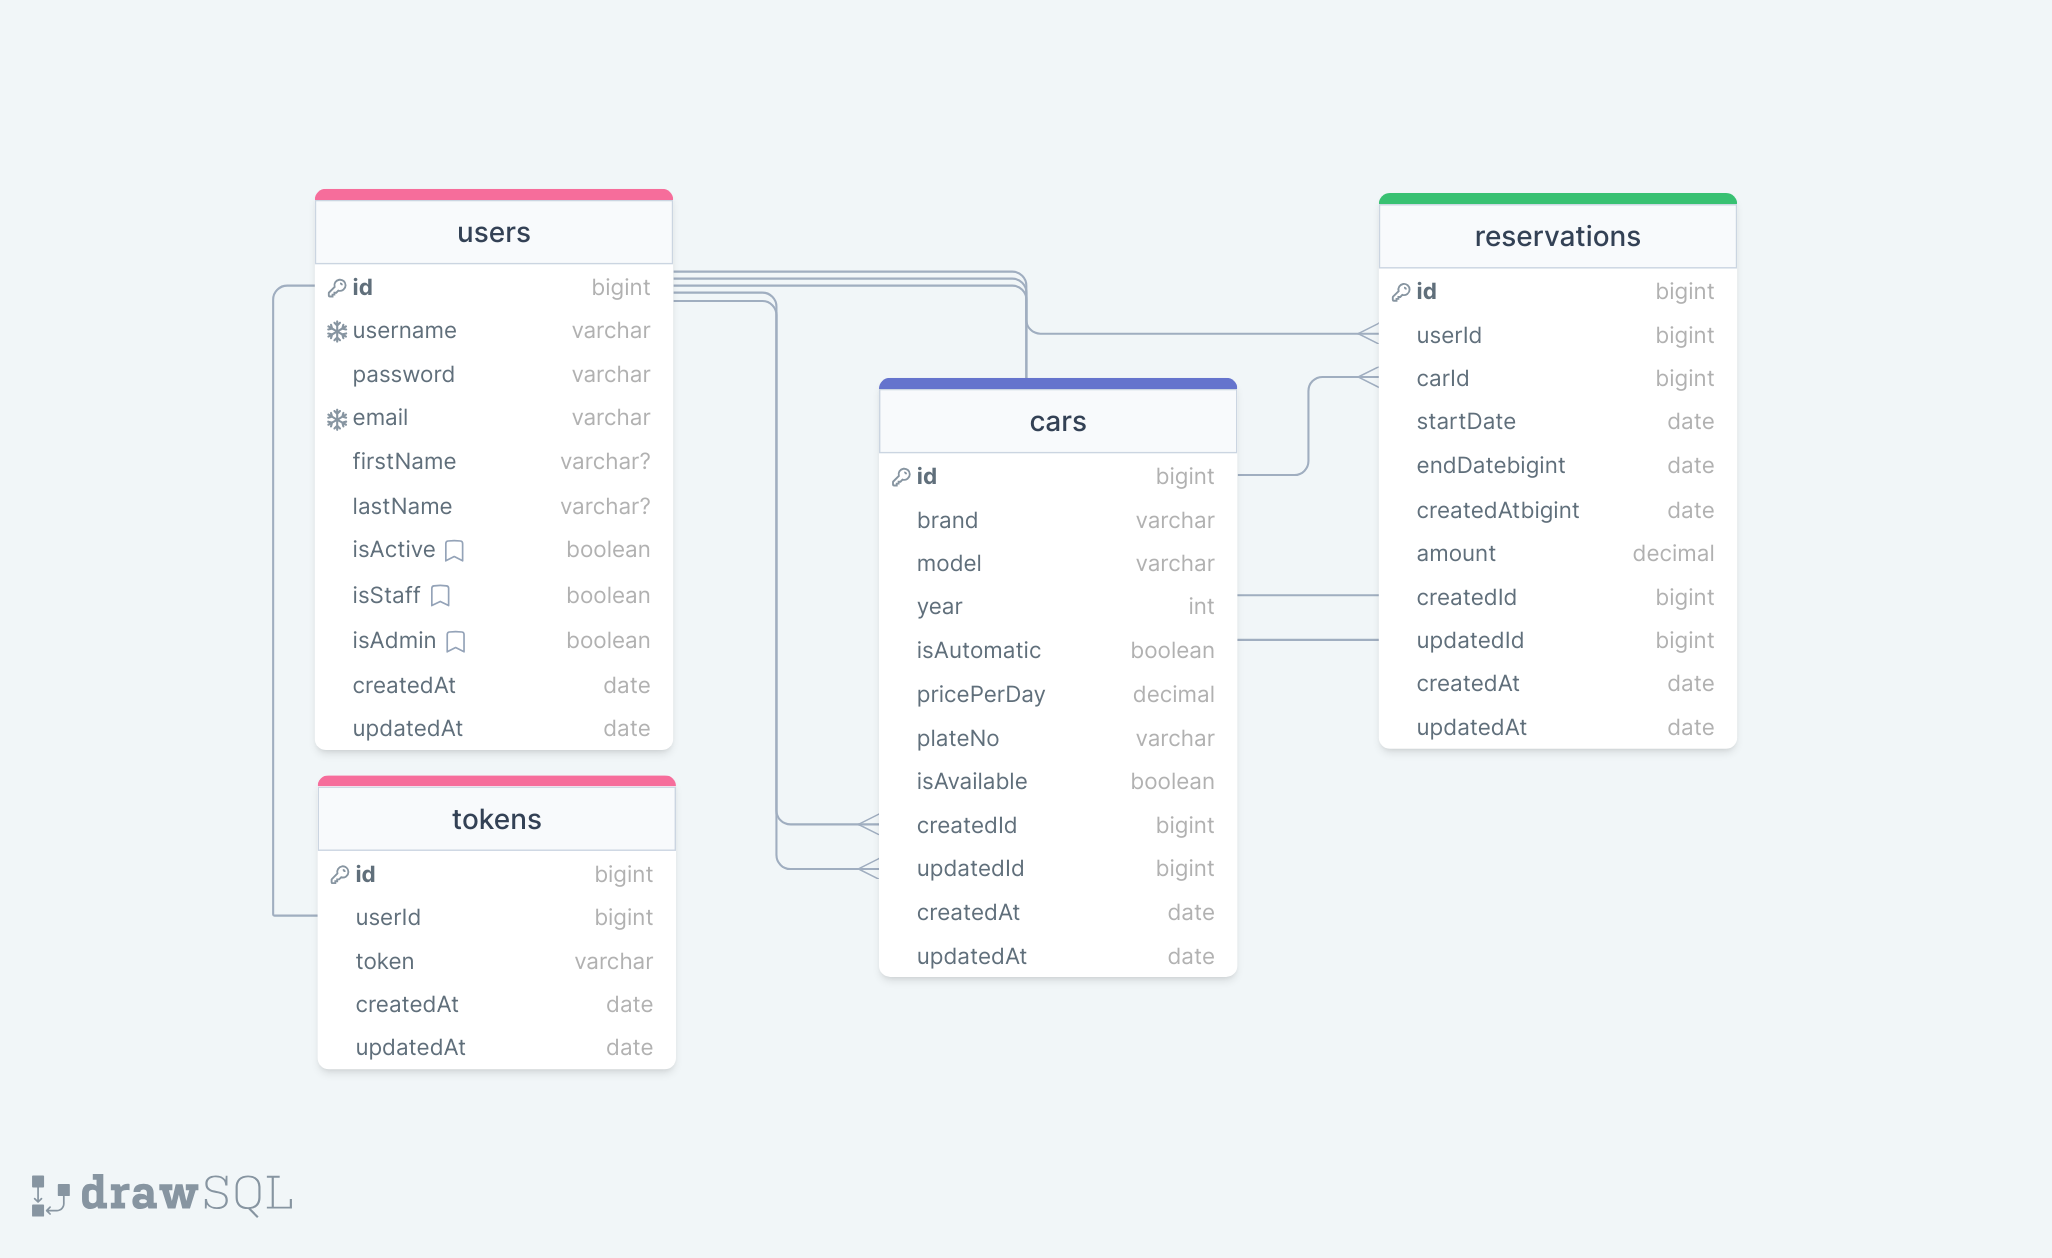 users
id bigint
username varchar
password varchar
email varchar
firstName varchar?
lastName varchar?
isActive boolean
isStaff boolean
isAdmin boolean
createdAt date
updatedAt date
tokens
id bigint
userId bigint
token varchar
createdAt date
updatedAt date
cars
id bigint
brand varchar
model varchar
year int
isAutomatic boolean
pricePerDay decimal
plateNo varchar
isAvailable boolean
createdId bigint
updatedId bigint
createdAt date
updatedAt date
reservations
id bigint
userId bigint
carId bigint
startDate date
endDatebigint date
createdAtbigint date
amount decimal
createdId bigint
updatedId bigint
createdAt date
updatedAt date
drawSQL